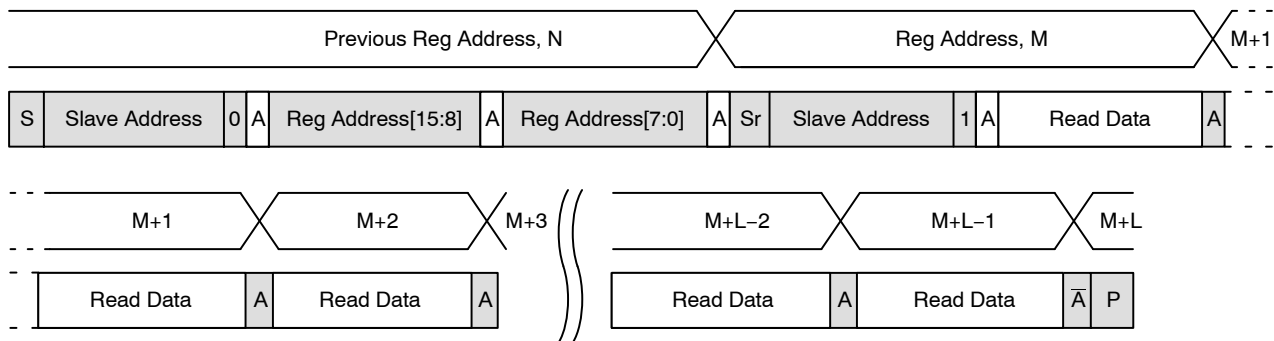 Previous Reg Address, N Reg Address, M M+1
S Slave Address 0 A Reg Address[15:8] A Reg Address[7:0] A Sr Slave Address 1 A Read Data A
M+1 M+2 M+3 M+L−2 M+L−1 M+L
Read Data A Read Data A Read Data A Read Data A̅ P